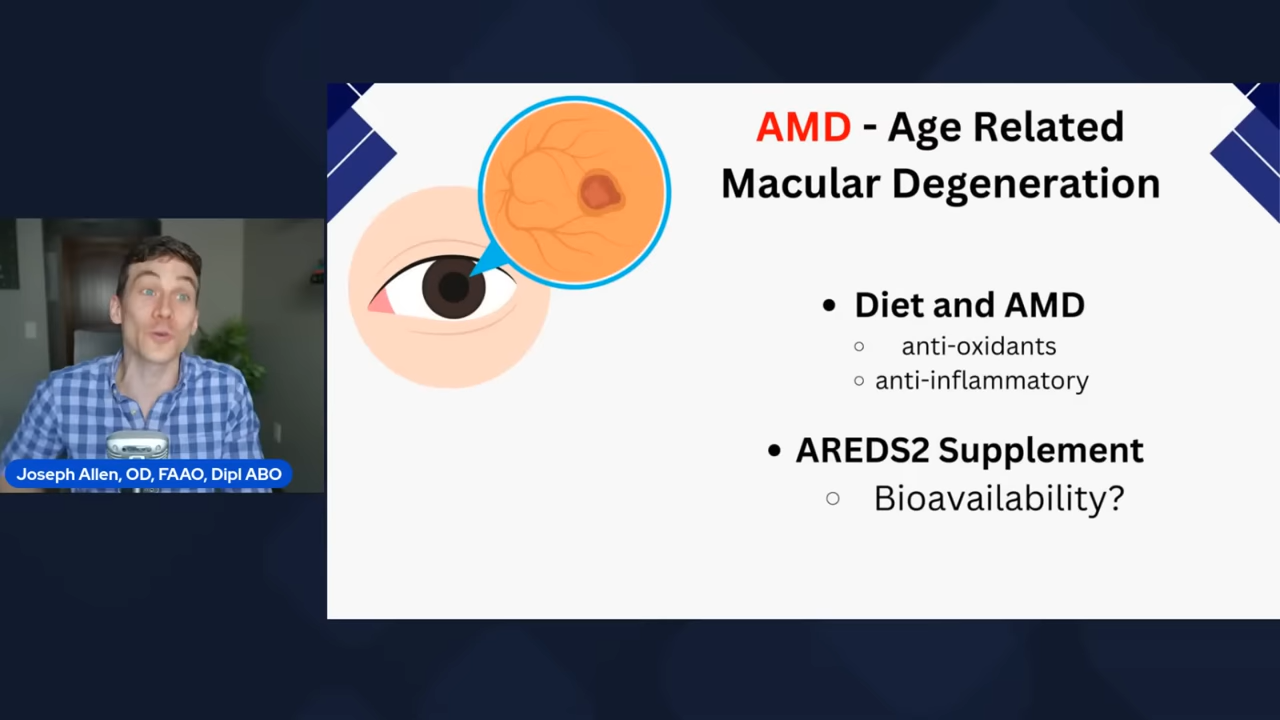 AMD - Age Related
Macular Degeneration
• Diet and AMD
○ anti-oxidants
○ anti-inflammatory
• AREDS2 Supplement
○ Bioavailability?
Joseph Allen, OD, FAAO, Dipl ABO